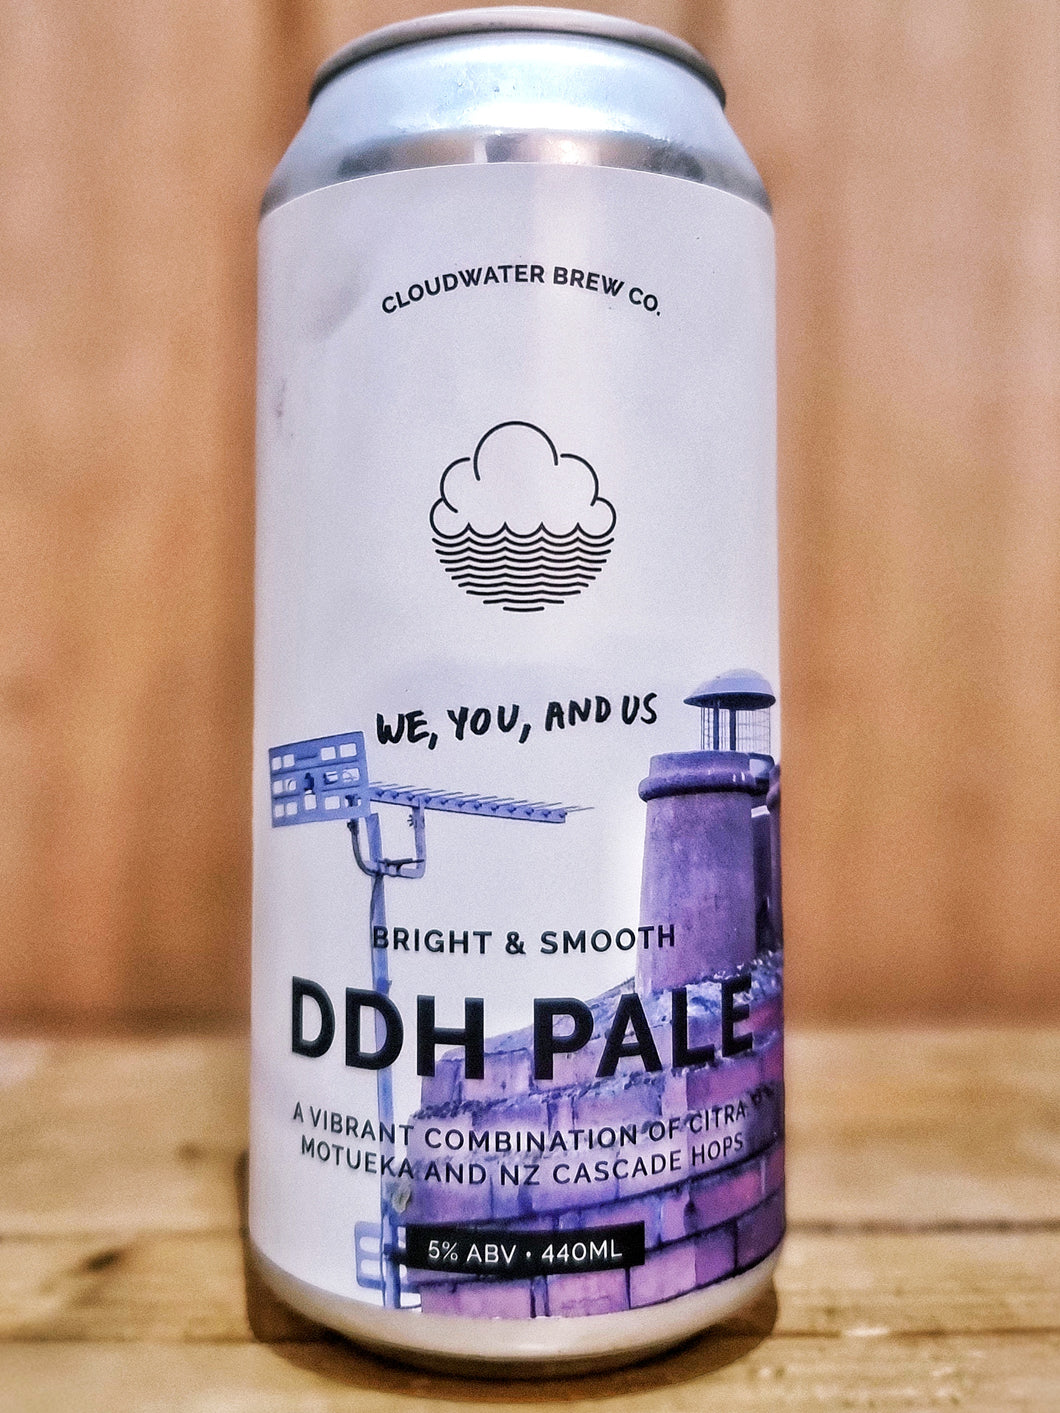 CLOUDWATER BREW CO.
WE, YOU, AND US
BRIGHT & SMOOTH
DDH PALE
A VIBRANT COMBINATION OF CITRA
MOTUEKA AND NZ CASCADE HOPS
5% ABV · 440ML